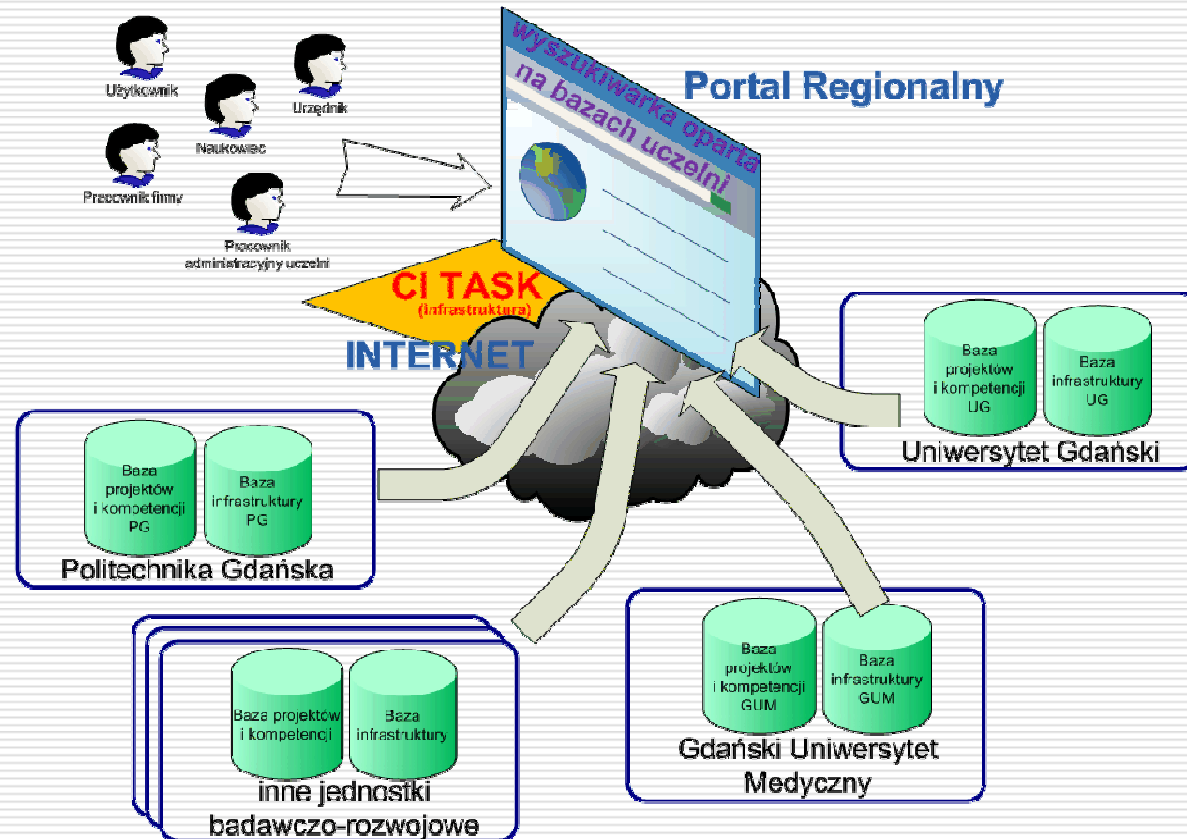 Użytkownik
Urzędnik
Naukowiec
Pracownik firmy
Pracownik
administracyjny uczelni
wyszukiwarka oparta
na bazach uczelni
Portal Regionalny
CI TASK
(infrastruktura)
INTERNET
Baza
projektów
i kompetencji
UG
Baza
infrastruktury
UG
Uniwersytet Gdański
Baza
projektów
i kompetencji
PG
Baza
infrastruktury
PG
Politechnika Gdańska
Baza projektów
i kompetencji
Baza
infrastruktury
inne jednostki
badawczo-rozwojowe
Baza
projektów
i kompetencji
GUM
Baza
infrastruktury
GUM
Gdański Uniwersytet
Medyczny